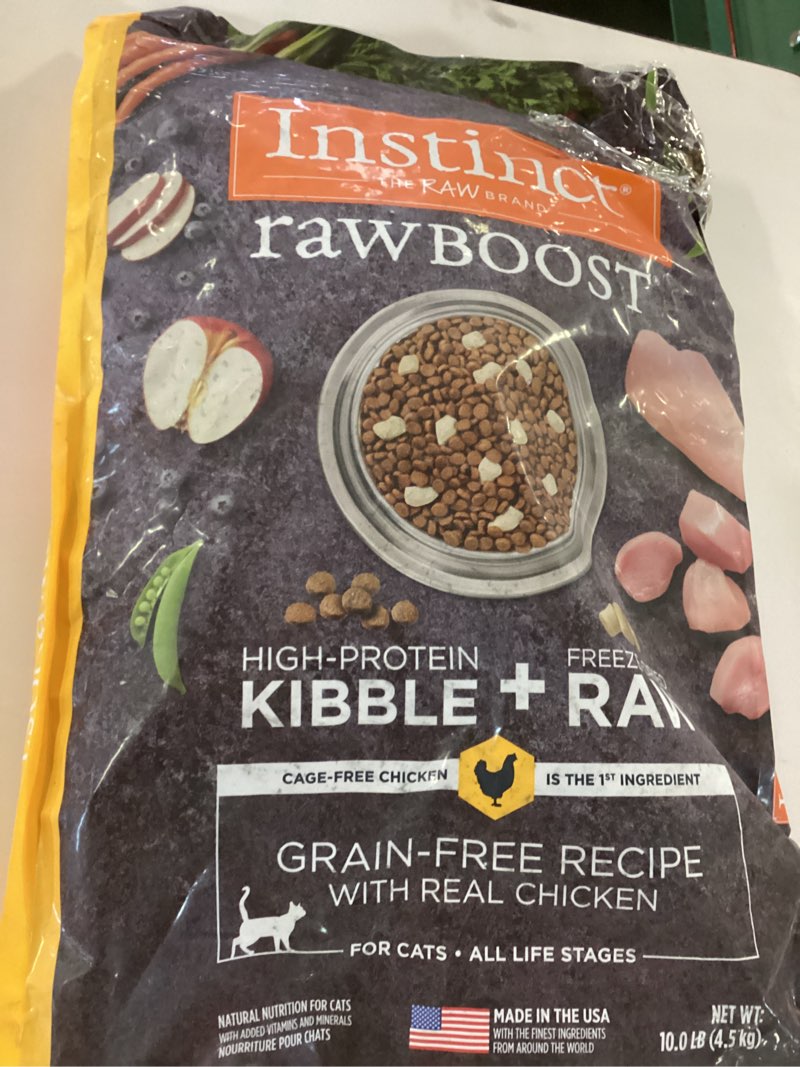 Instinct®
THE RAW BRAND
raw BOOST
HIGH-PROTEIN
KIBBLE
+
FREEZ
RAW
CAGE-FREE CHICKEN
IS THE 1ST INGREDIENT
GRAIN-FREE RECIPE
WITH REAL CHICKEN
FOR CATS • ALL LIFE STAGES
NATURAL NUTRITION FOR CATS
WITH ADDED VITAMINS AND MINERALS
NOURRITURE POUR CHATS
MADE IN THE USA
WITH THE FINEST INGREDIENTS
FROM AROUND THE WORLD
NET WT:
10.0 LB (4.5 kg)